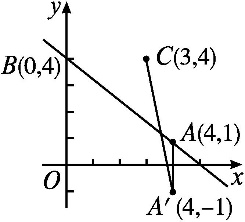 y
B(0,4)
C(3,4)
A(4,1)
O
x
A′(4,−1)